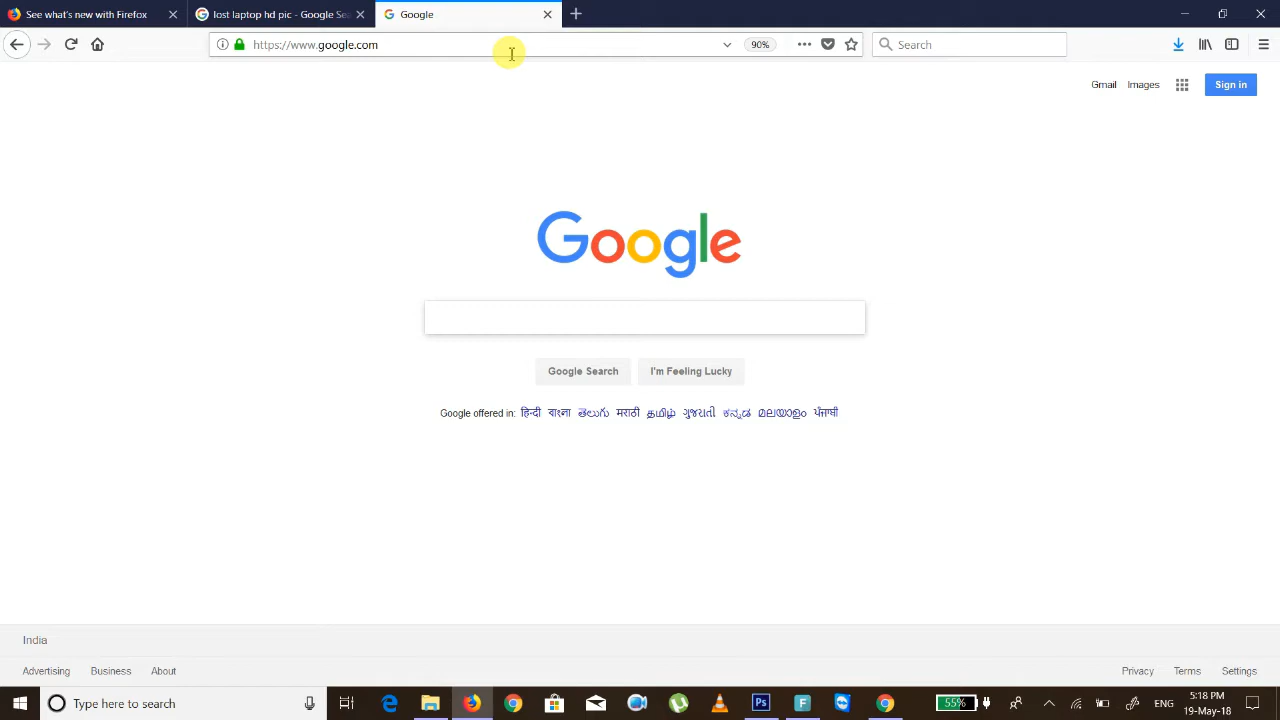 See what's new with Firefox
lost laptop hd pic - Google Se
Google
https://www.google.com
90%
Search
Gmail
Images
Sign in
Google
Google Search
I'm Feeling Lucky
Google offered in: हिन्दी বাংলা తెలుగు मराठी தமிழ் ગુજરાતી ಕನ್ನಡ മലയാളം ਪੰਜਾਬੀ
India
Advertising
Business
About
Privacy
Terms
Settings
Type here to search
Ps
F
55%
ENG
5:18 PM
19-May-18